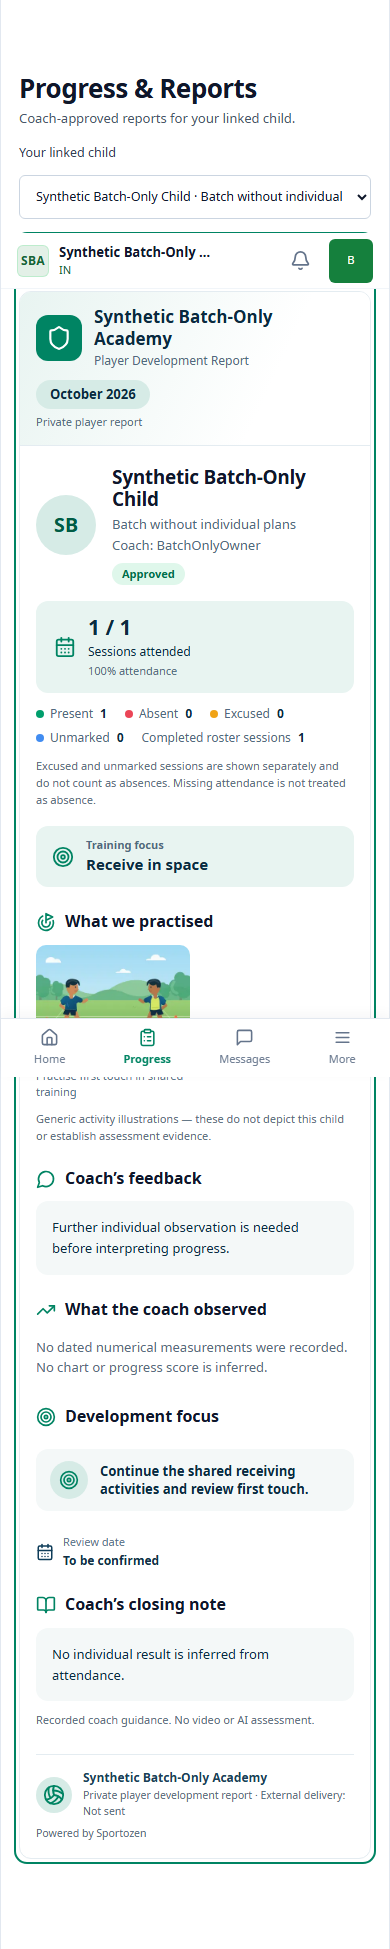 Progress & Reports
Coach-approved reports for your linked child.
Your linked child
Synthetic Batch-Only Child · Batch without individual
SBA
Synthetic Batch-Only ...
IN
B
Synthetic Batch-Only
Academy
Player Development Report
October 2026
Private player report
SB
Synthetic Batch-Only
Child
Batch without individual plans
Coach: BatchOnlyOwner
Approved
1 / 1
Sessions attended
100% attendance
Present 1 Absent 0 Excused 0
Unmarked 0 Completed roster sessions 1
Excused and unmarked sessions are shown separately and
do not count as absences. Missing attendance is not treated
as absence.
Training focus
Receive in space
What we practised
Home Progress Messages More
Practise first touch in shared
training
Generic activity illustrations — these do not depict this child
or establish assessment evidence.
Coach’s feedback
Further individual observation is needed
before interpreting progress.
What the coach observed
No dated numerical measurements were recorded.
No chart or progress score is inferred.
Development focus
Continue the shared receiving
activities and review first touch.
Review date
To be confirmed
Coach’s closing note
No individual result is inferred from
attendance.
Recorded coach guidance. No video or AI assessment.
Synthetic Batch-Only Academy
Private player development report · External delivery:
Not sent
Powered by Sportozen